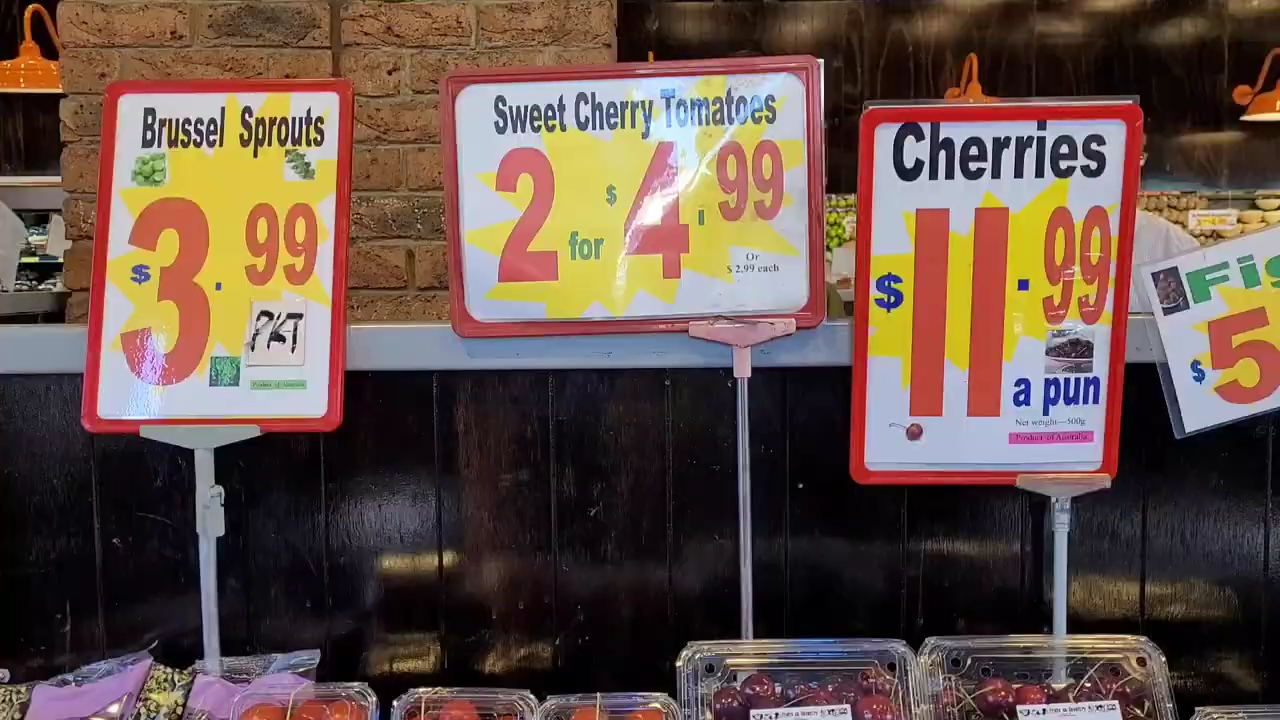 Brussel Sprouts
$3.99
PKT
Product of Australia
Sweet Cherry Tomatoes
2 for $4.99
Or
$2.99 each
Cherries
$11.99
a pun
Net weight—500g
Product of Australia
$5